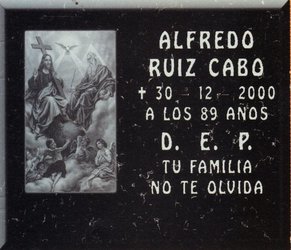 ALFREDO
RUIZ CABO
✝ 30 - 12 - 2000
A LOS 89 AÑOS
D. E. P.
TU FAMILIA
NO TE OLVIDA